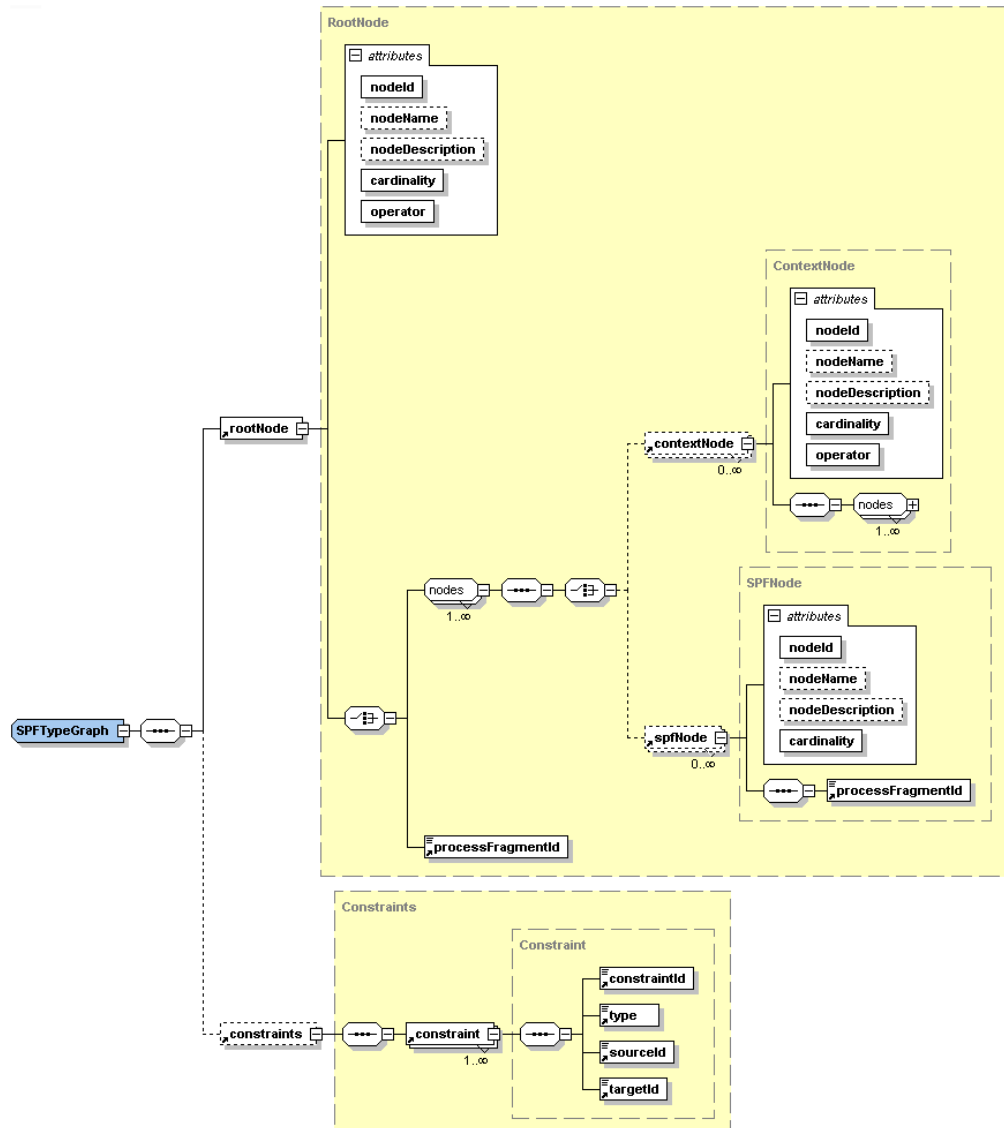 RootNode
attributes
nodeId
nodeName
nodeDescription
cardinality
operator
ContextNode
attributes
nodeId
nodeName
nodeDescription
cardinality
operator
nodes
1..∞
rootNode
contextNode
0..∞
nodes
1..∞
SPFNode
attributes
nodeId
nodeName
nodeDescription
cardinality
processFragmentId
spfNode
0..∞
SPFTypeGraph
processFragmentId
Constraints
Constraint
constraintId
type
sourceId
targetId
constraints
constraint
1..∞